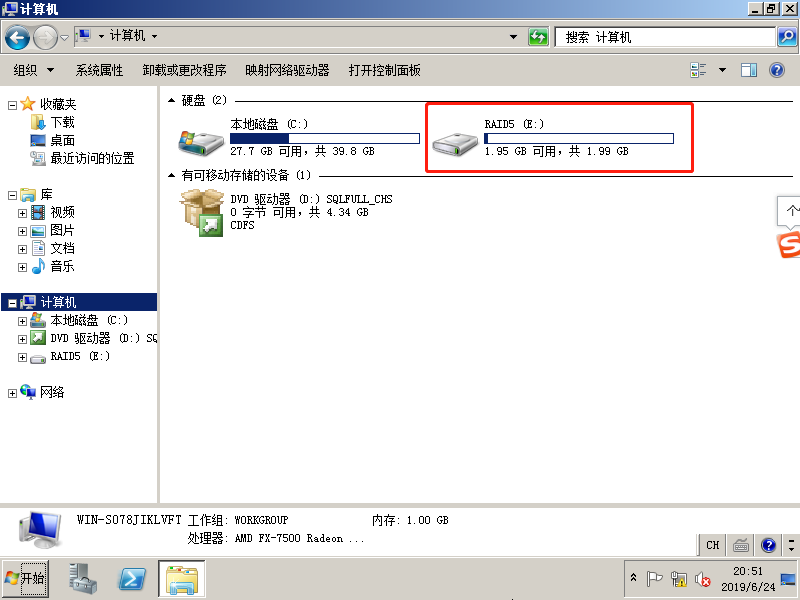 计算机
计算机
搜索 计算机
组织
系统属性
卸载或更改程序
映射网络驱动器
打开控制面板
收藏夹
下载
桌面
最近访问的位置
库
视频
图片
文档
音乐
计算机
本地磁盘 (C:)
DVD 驱动器 (D:) SQ
RAID5 (E:)
网络
硬盘 (2)
本地磁盘 (C:)
27.7 GB 可用，共 39.8 GB
RAID5 (E:)
1.95 GB 可用，共 1.99 GB
有可移动存储的设备 (1)
DVD 驱动器 (D:) SQLFULL_CHS
0 字节 可用，共 4.34 GB
CDFS
个
WIN-SO78JIKLVFT 工作组: WORKGROUP
内存: 1.00 GB
处理器: AMD FX-7500 Radeon ...
CH
开始
20:51
2019/6/24